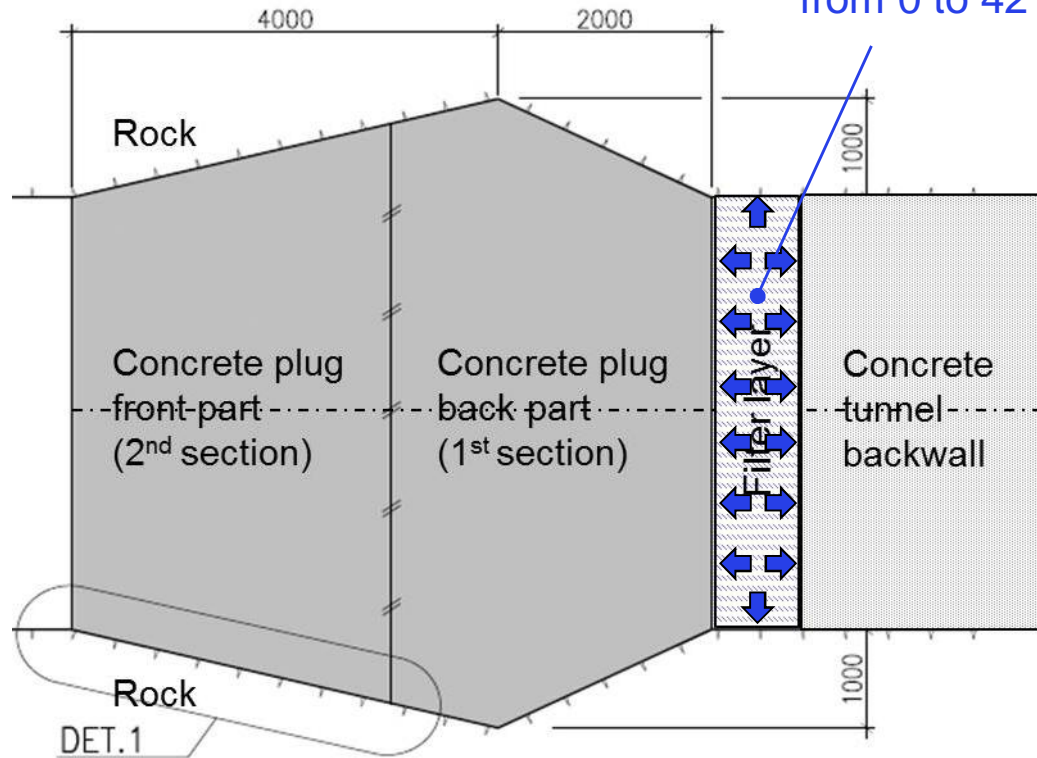 from 0 to 42
4000
2000
Rock
1000
Concrete plug
front part
(2nd section)
Concrete plug
back part
(1st section)
Filter layer
Concrete
tunnel
backwall
Rock
1000
DET.1